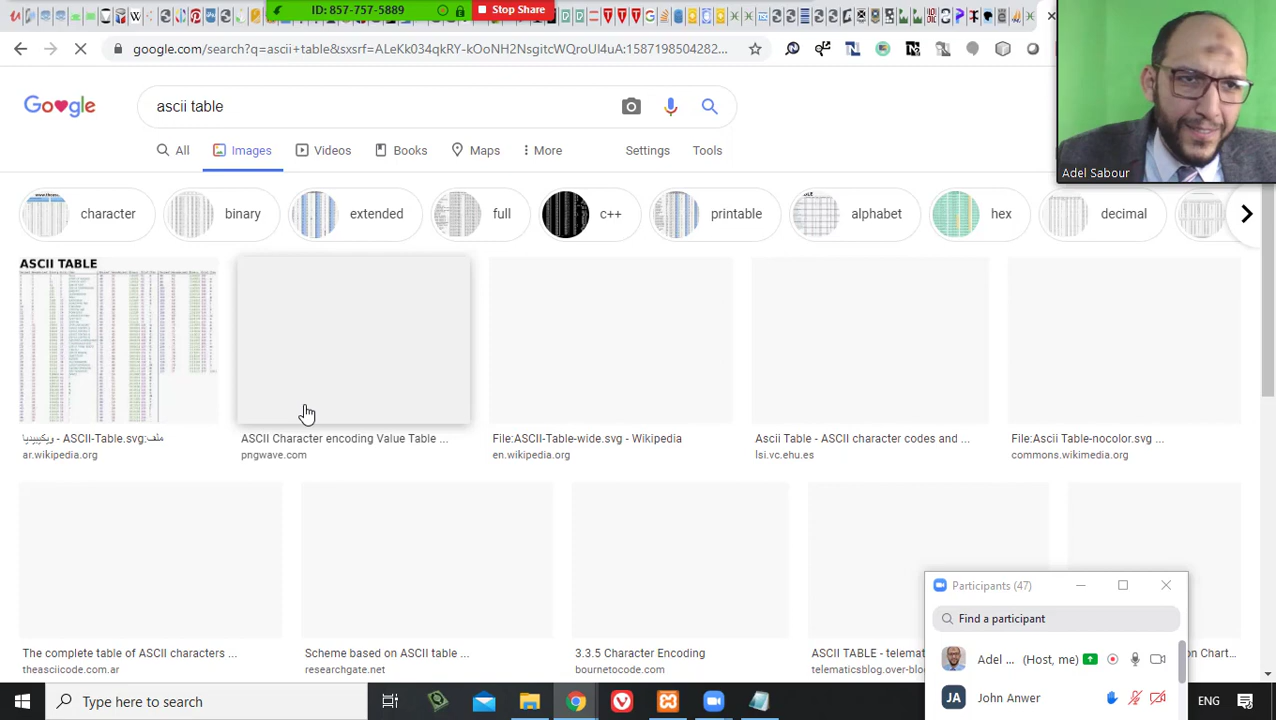 ID: 857-757-5889
Stop Share
google.com/search?q=ascii+table&sxsrf=ALeKk034qkRY-kOoNH2NsgitcWQroUl4uA:1587198504282...
Adel Sabour
Google
ascii table
All
Images
Videos
Books
Maps
More
Settings
Tools
character
binary
extended
full
c++
printable
alphabet
hex
decimal
ASCII TABLE
ملف:ASCII-Table.svg - ويكيبيديا
ar.wikipedia.org
ASCII Character encoding Value Table ...
pngwave.com
File:ASCII-Table-wide.svg - Wikipedia
en.wikipedia.org
Ascii Table - ASCII character codes and ...
lsi.vc.ehu.es
File:Ascii Table-nocolor.svg ...
commons.wikimedia.org
The complete table of ASCII characters ...
theasciicode.com.ar
Scheme based on ASCII table ...
researchgate.net
3.3.5 Character Encoding
bournetocode.com
ASCII TABLE - telemati
telematicsblog.over-blo
on Chart...
Participants (47)
Find a participant
Adel ... (Host, me)
JA
John Anwer
Type here to search
ENG